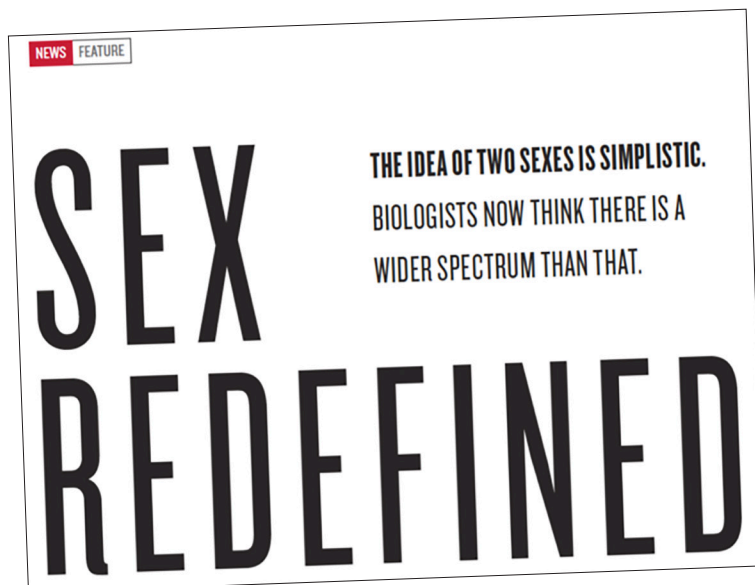 NEWS FEATURE
SEX
REDEFINED
THE IDEA OF TWO SEXES IS SIMPLISTIC.
BIOLOGISTS NOW THINK THERE IS A
WIDER SPECTRUM THAN THAT.